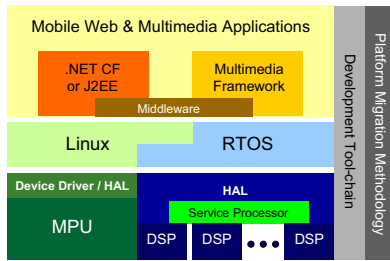 Mobile Web & Multimedia Applications
.NET CF
or J2EE
Multimedia
Framework
Middleware
Linux
RTOS
Device Driver / HAL
HAL
MPU
Service Processor
DSP
DSP
DSP
Development Tool-chain
Platform Migration Methodology